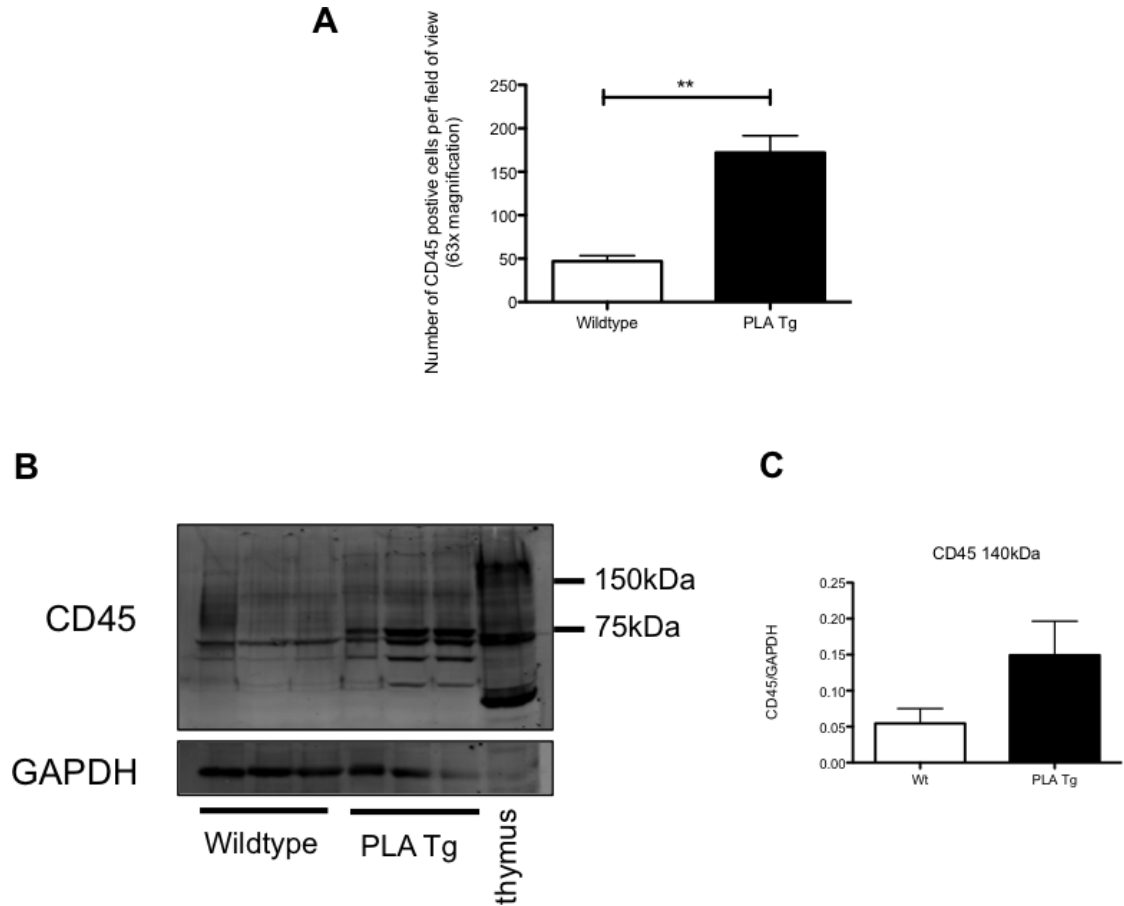 A
Number of CD45 postive cells per field of view
(63x magnification)
250
200
150
100
50
0
**
Wildtype
PLA Tg
B
CD45
150kDa
75kDa
GAPDH
Wildtype
PLA Tg
thymus
C
CD45 140kDa
CD45/GAPDH
0.25
0.20
0.15
0.10
0.05
0.00
Wt
PLA Tg